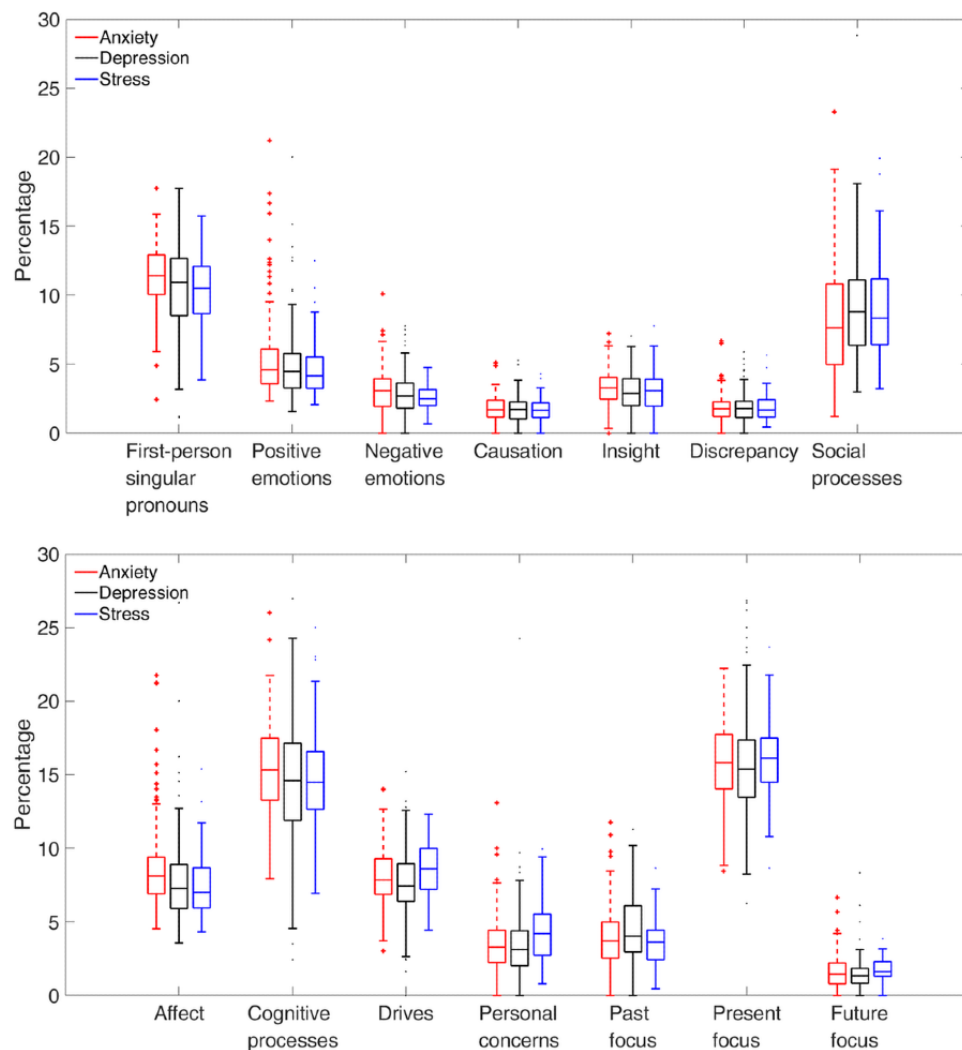 30
25
20
15
10
5
0
Percentage
Anxiety
Depression
Stress
First-person singular pronouns
Positive emotions
Negative emotions
Causation
Insight
Discrepancy
Social processes
30
25
20
15
10
5
0
Percentage
Anxiety
Depression
Stress
Affect
Cognitive processes
Drives
Personal concerns
Past focus
Present focus
Future focus